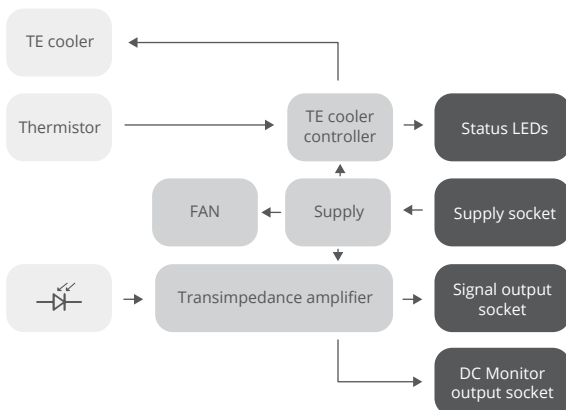 TE cooler
Thermistor
TE cooler
controller
Status LEDs
FAN
Supply
Supply socket
Transimpedance amplifier
Signal output
socket
DC Monitor
output socket